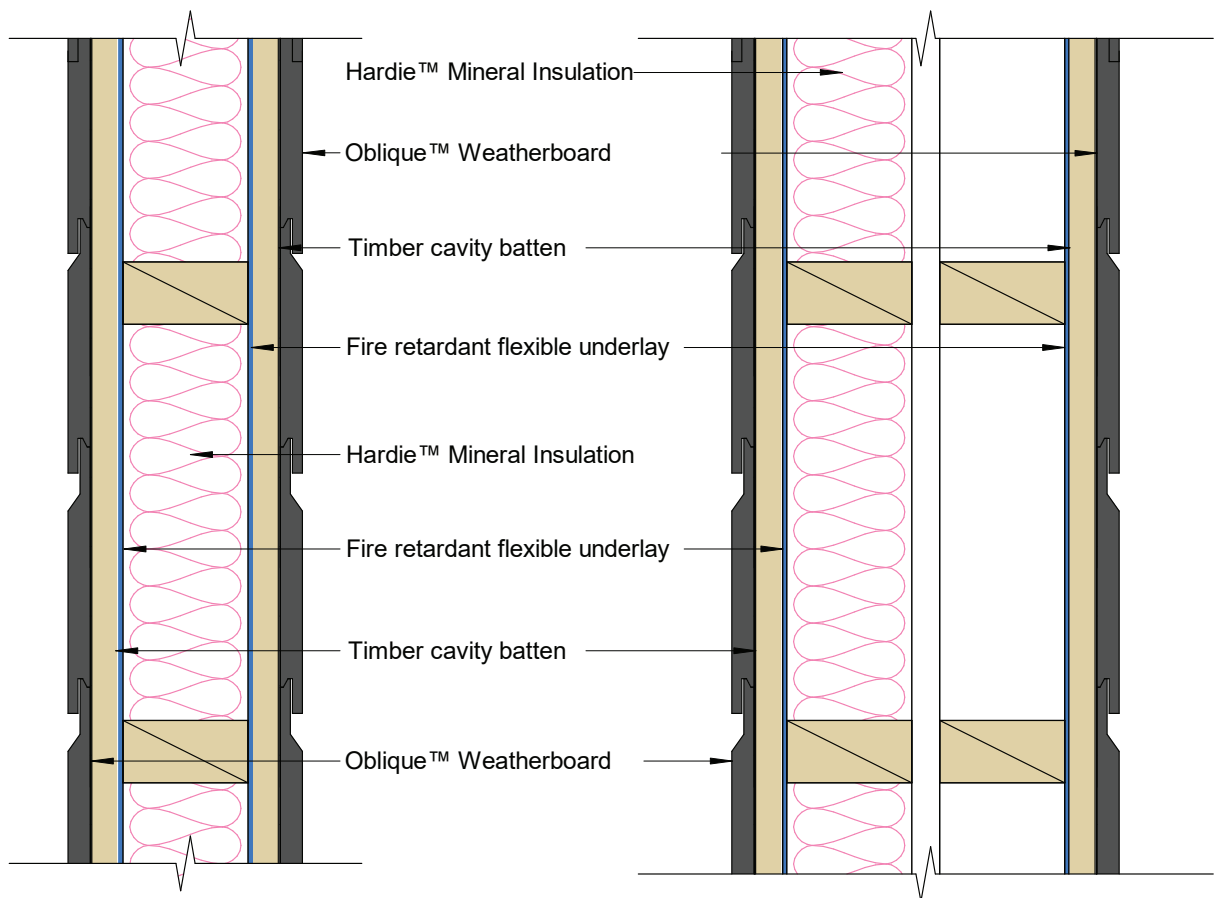 Hardie™ Mineral Insulation
Oblique™ Weatherboard
Timber cavity batten
Fire retardant flexible underlay
Hardie™ Mineral Insulation
Fire retardant flexible underlay
Timber cavity batten
Oblique™ Weatherboard